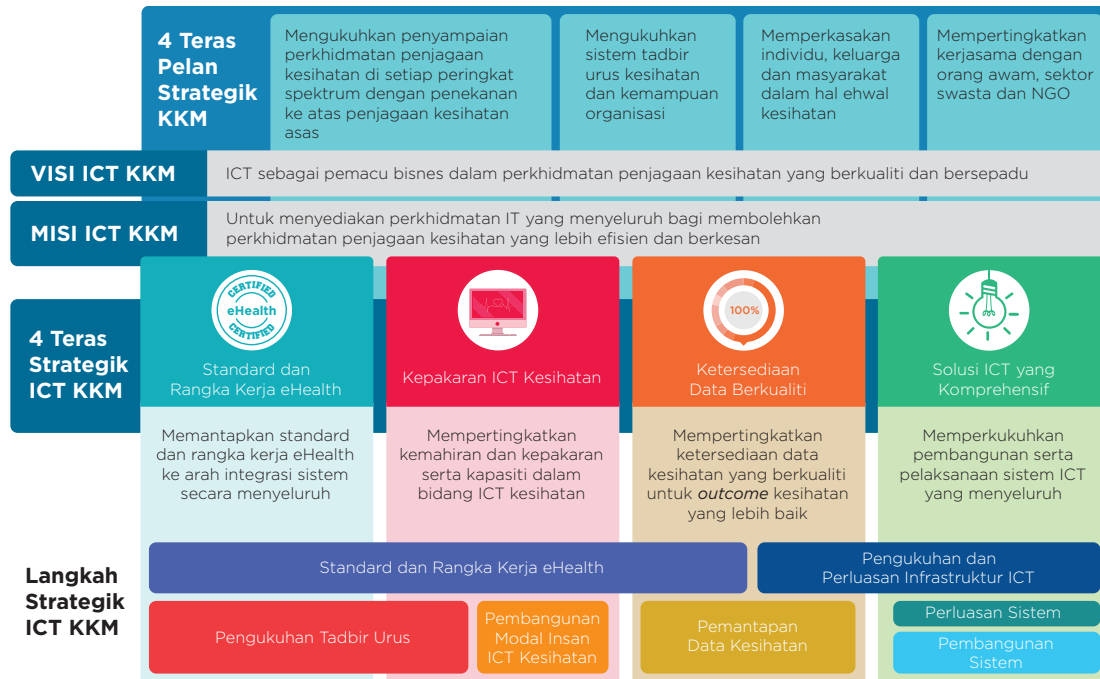 4 Teras
Pelan
Strategik
KKM
Mengukuhkan penyampaian
perkhidmatan penjagaan
kesihatan di setiap peringkat
spektrum dengan penekanan
ke atas penjagaan kesihatan
asas
Mengukuhkan
sistem tadbir
urus kesihatan
dan kemampuan
organisasi
Memperkasakan
individu, keluarga
dan masyarakat
dalam hal ehwal
kesihatan
Mempertingkatkan
kerjasama dengan
orang awam, sektor
swasta dan NGO
VISI ICT KKM
ICT sebagai pemacu bisnes dalam perkhidmatan penjagaan kesihatan yang berkualiti dan bersepadu
MISI ICT KKM
Untuk menyediakan perkhidmatan IT yang menyeluruh bagi membolehkan
perkhidmatan penjagaan kesihatan yang lebih efisien dan berkesan
4 Teras
Strategik
ICT KKM
CERTIFIED
eHealth
CERTIFIED
Standard dan
Rangka Kerja eHealth
Kepakaran ICT Kesihatan
100%
Ketersediaan
Data Berkualiti
Solusi ICT yang
Komprehensif
Memantapkan standard
dan rangka kerja eHealth
ke arah integrasi sistem
secara menyeluruh
Mempertingkatkan
kemahiran dan kepakaran
serta kapasiti dalam
bidang ICT kesihatan
Mempertingkatkan
ketersediaan data
kesihatan yang berkualiti
untuk outcome kesihatan
yang lebih baik
Memperkukuhkan
pembangunan serta
pelaksanaan sistem ICT
yang menyeluruh
Langkah
Strategik
ICT KKM
Standard dan Rangka Kerja eHealth
Pengukuhan dan
Perluasan Infrastruktur ICT
Pengukuhan Tadbir Urus
Pembangunan
Modal Insan
ICT Kesihatan
Pemantapan
Data Kesihatan
Perluasan Sistem
Pembangunan
Sistem